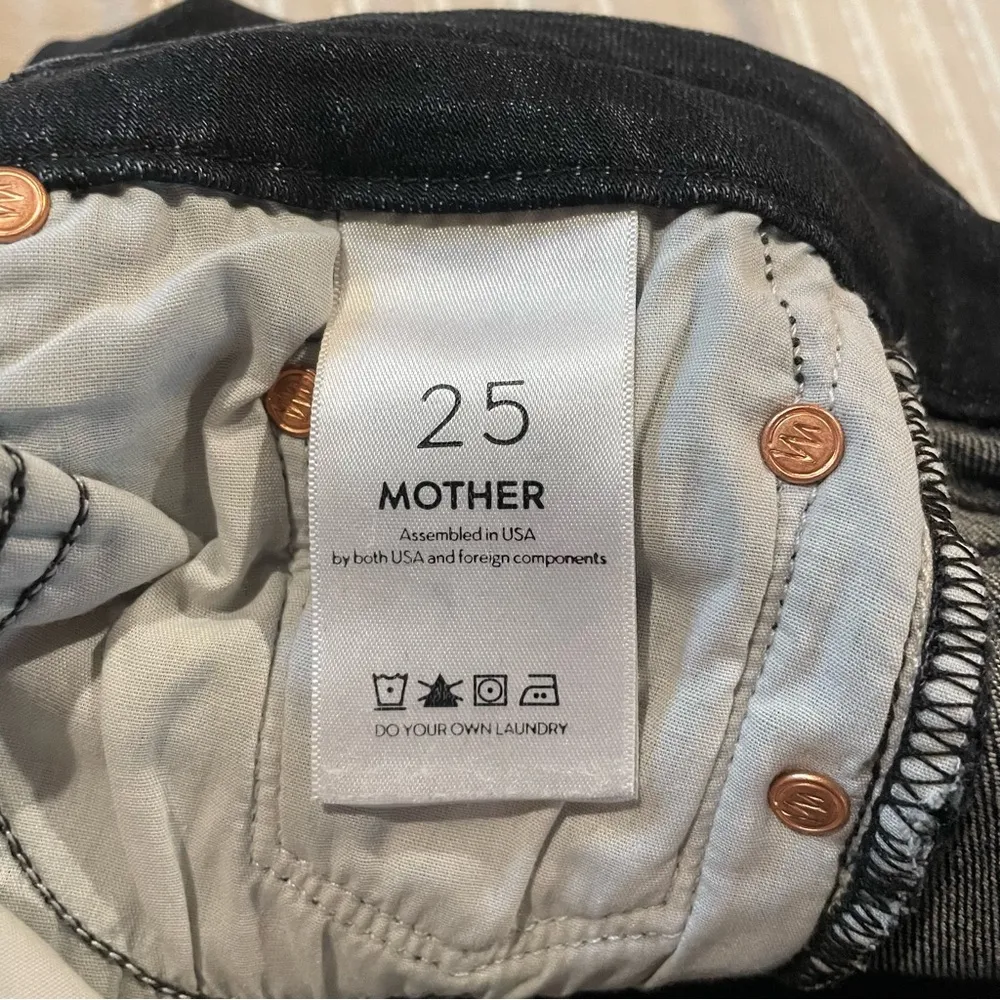 25
MOTHER
Assembled in USA
by both USA and foreign components
DO YOUR OWN LAUNDRY